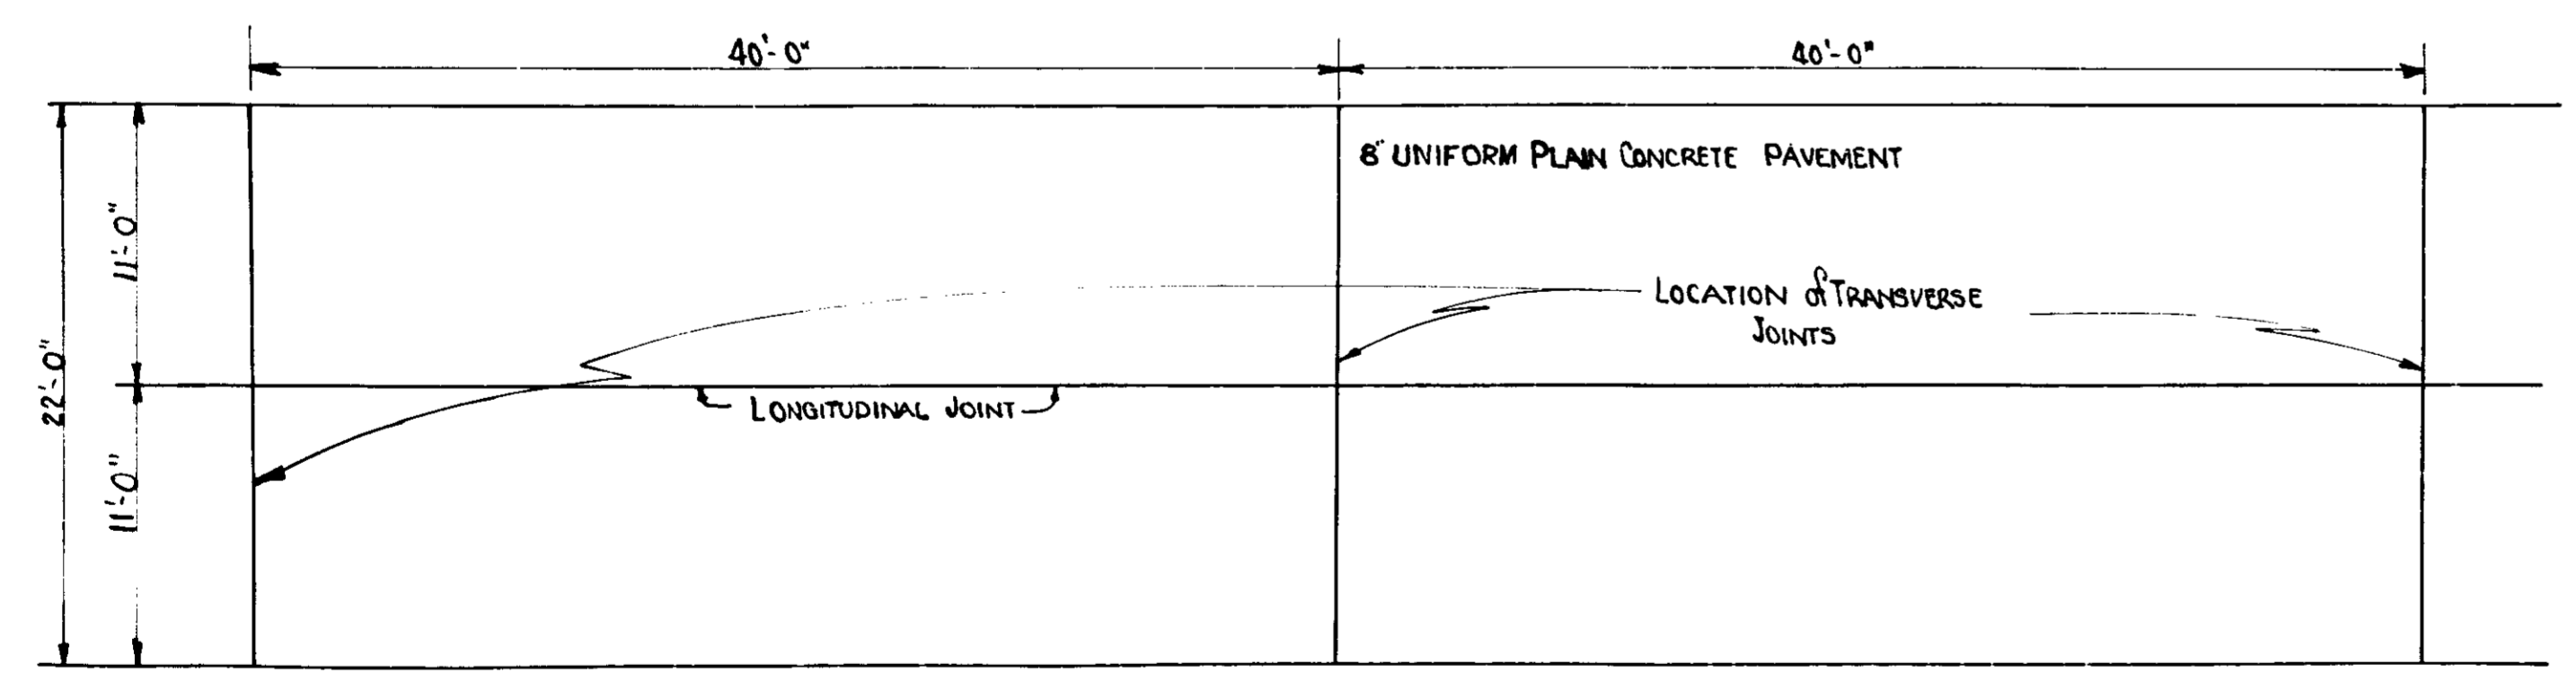 40'-0"
40'-0"
8" UNIFORM PLAIN CONCRETE PAVEMENT
11'-0"
LOCATION of TRANSVERSE
JOINTS
22'-0"
LONGITUDINAL JOINT
11'-0"